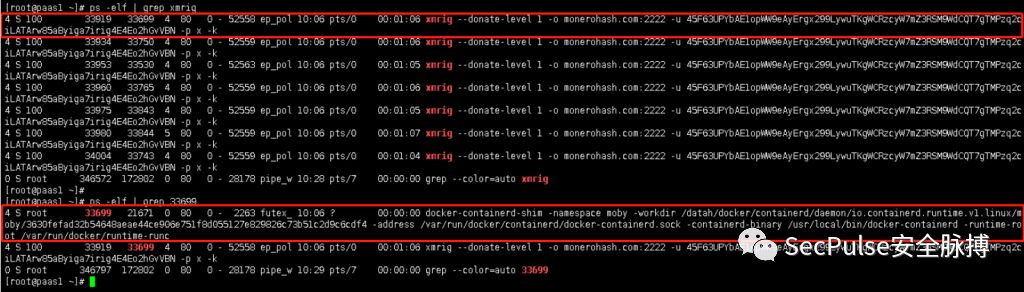 [root@paas1 ~]# ps -elf | grep xmrig
4 S 100 33919 33699 4 80 0 - 52558 ep_pol 10:06 pts/0 00:01:06 xmrig --donate-level 1 -o monerohash.com:2222 -u 45F63UPYbAE1opWW9eAyErgx299LywuTKgWCRzcyW7mZ3RSM9WdCQT7gTMPzq2c
iLATArw85aByiga7irig4E4Eo2hGvVBN -p x -k
4 S 100 33934 33750 4 80 0 - 52559 ep_pol 10:06 pts/0 00:01:06 xmrig --donate-level 1 -o monerohash.com:2222 -u 45F63UPYbAE1opWW9eAyErgx299LywuTKgWCRzcyW7mZ3RSM9WdCQT7gTMPzq2c
iLATArw85aByiga7irig4E4Eo2hGvVBN -p x -k
4 S 100 33953 33530 4 80 0 - 52563 ep_pol 10:06 pts/0 00:01:05 xmrig --donate-level 1 -o monerohash.com:2222 -u 45F63UPYbAE1opWW9eAyErgx299LywuTKgWCRzcyW7mZ3RSM9WdCQT7gTMPzq2c
iLATArw85aByiga7irig4E4Eo2hGvVBN -p x -k
4 S 100 33960 33765 4 80 0 - 52559 ep_pol 10:06 pts/0 00:01:06 xmrig --donate-level 1 -o monerohash.com:2222 -u 45F63UPYbAE1opWW9eAyErgx299LywuTKgWCRzcyW7mZ3RSM9WdCQT7gTMPzq2c
iLATArw85aByiga7irig4E4Eo2hGvVBN -p x -k
4 S 100 33975 33843 4 80 0 - 52559 ep_pol 10:06 pts/0 00:01:05 xmrig --donate-level 1 -o monerohash.com:2222 -u 45F63UPYbAE1opWW9eAyErgx299LywuTKgWCRzcyW7mZ3RSM9WdCQT7gTMPzq2c
iLATArw85aByiga7irig4E4Eo2hGvVBN -p x -k
4 S 100 33980 33844 5 80 0 - 52559 ep_pol 10:06 pts/0 00:01:07 xmrig --donate-level 1 -o monerohash.com:2222 -u 45F63UPYbAE1opWW9eAyErgx299LywuTKgWCRzcyW7mZ3RSM9WdCQT7gTMPzq2c
iLATArw85aByiga7irig4E4Eo2hGvVBN -p x -k
4 S 100 34004 33743 4 80 0 - 52559 ep_pol 10:06 pts/0 00:01:04 xmrig --donate-level 1 -o monerohash.com:2222 -u 45F63UPYbAE1opWW9eAyErgx299LywuTKgWCRzcyW7mZ3RSM9WdCQT7gTMPzq2c
iLATArw85aByiga7irig4E4Eo2hGvVBN -p x -k
0 S root 346572 172802 0 80 0 - 28178 pipe_w 10:28 pts/7 00:00:00 grep --color=auto xmrig
[root@paas1 ~]#
[root@paas1 ~]# ps -elf | grep 33699
4 S root 33699 21671 0 80 0 - 2263 futex_ 10:06 ? 00:00:00 docker-containerd-shim -namespace moby -workdir /datah/docker/containerd/daemon/io.containerd.runtime.v1.linux/m
oby/3630fefad32b54648aeae44ce906e751f8d055127e829826c73b51c2d9c6cdf4 -address /var/run/docker/containerd/docker-containerd.sock -containerd-binary /usr/local/bin/docker-containerd -runtime-ro
ot /var/run/docker/runtime-runc
4 S 100 33919 33699 4 80 0 - 52558 ep_pol 10:06 pts/0 00:01:06 xmrig --donate-level 1 -o
iLATArw85aByiga7irig4E4Eo2hGvVBN -p x -k
0 S root 346797 172802 0 80 0 - 28178 pipe_w 10:29 pts/7 00:00:00 grep --color=auto 33699
[root@paas1 ~]#
SecPulse安全脉搏